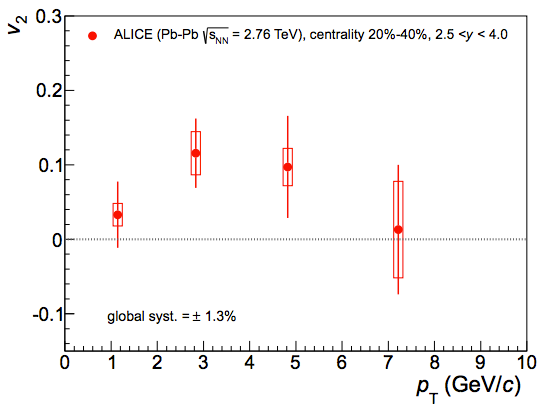 v2
0.3
ALICE (Pb-Pb √sNN = 2.76 TeV), centrality 20%-40%, 2.5 <y < 4.0
0.2
0.1
0
-0.1
global syst. = ± 1.3%
0 1 2 3 4 5 6 7 8 9 10
pT (GeV/c)